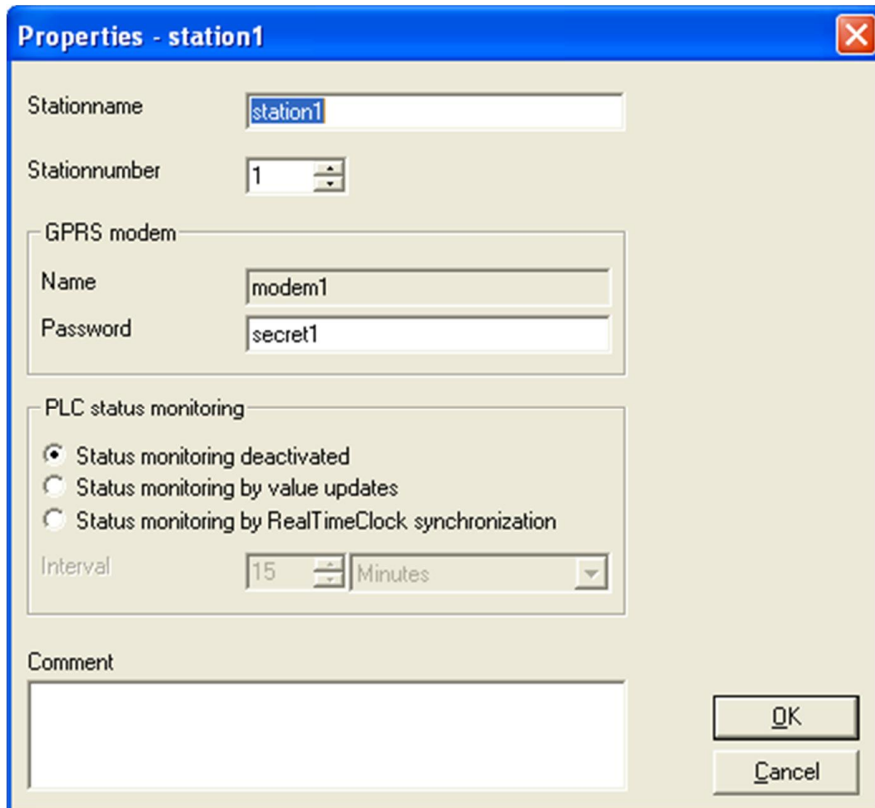 Properties - station1
Stationname station1
Stationnumber 1
GPRS modem
Name modem1
Password secret1
PLC status monitoring
Status monitoring deactivated
Status monitoring by value updates
Status monitoring by RealTimeClock synchronization
Interval 15 Minutes
Comment
OK
Cancel